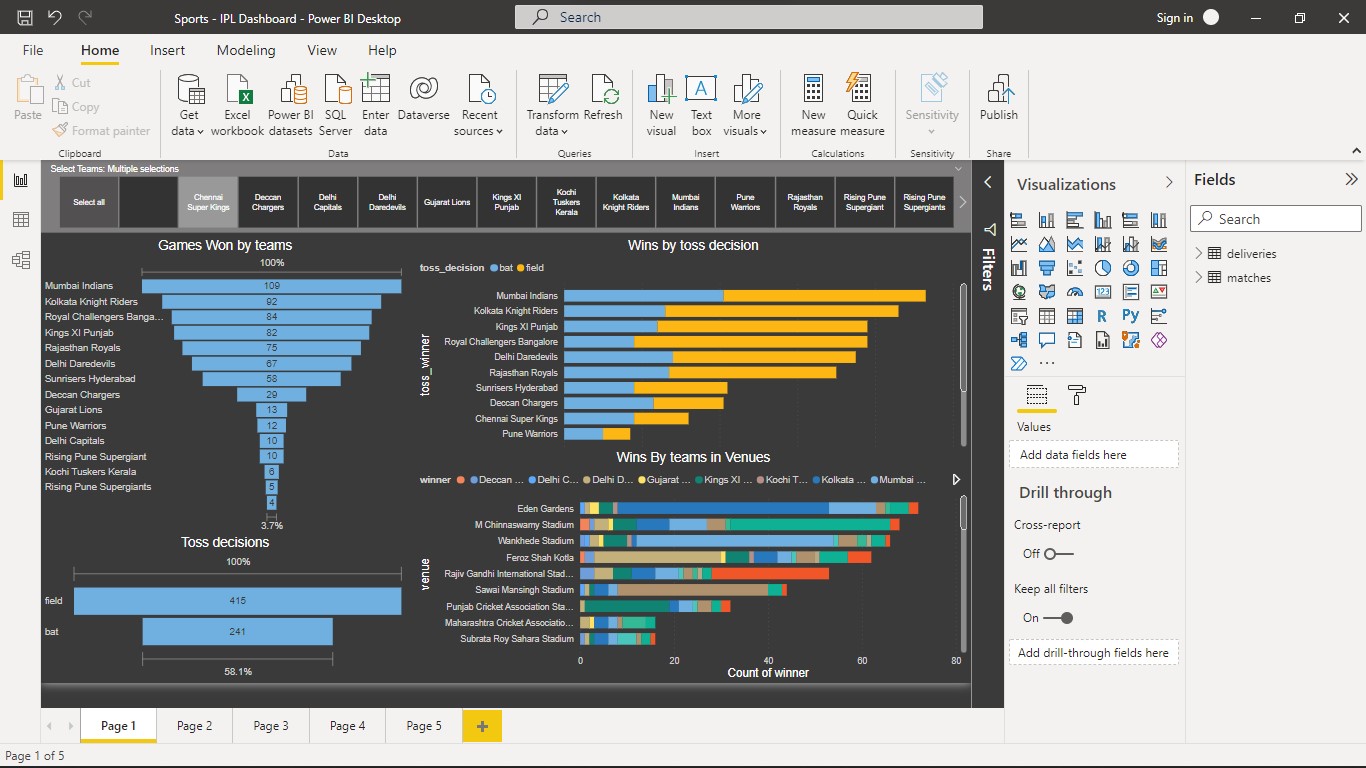 Sports - IPL Dashboard - Power BI Desktop
Search
Sign in
File Home Insert Modeling View Help
Paste
Cut
Copy
Format painter
Clipboard
Get data
Excel workbook
Power BI datasets
SQL Server
Enter data
Dataverse
Recent sources
Data
Transform data
Refresh
Queries
New visual
Text box
More visuals
Insert
New measure
Quick measure
Calculations
Sensitivity
Sensitivity
Publish
Share
Select Teams: Multiple selections
Select all
Chennai Super Kings
Deccan Chargers
Delhi Capitals
Delhi Daredevils
Gujarat Lions
Kings XI Punjab
Kochi Tuskers Kerala
Kolkata Knight Riders
Mumbai Indians
Pune Warriors
Rajasthan Royals
Rising Pune Supergiant
Rising Pune Supergiants
Games Won by teams
100%
Mumbai Indians 109
Kolkata Knight Riders 92
Royal Challengers Banga... 84
Kings XI Punjab 82
Rajasthan Royals 75
Delhi Daredevils 67
Sunrisers Hyderabad 58
Deccan Chargers 29
Gujarat Lions 13
Pune Warriors 12
Delhi Capitals 10
Rising Pune Supergiant 10
Kochi Tuskers Kerala 6
Rising Pune Supergiants 5
4
3.7%
Toss decisions
100%
field 415
bat 241
58.1%
Wins by toss decision
toss_decision bat field
toss_winner
Mumbai Indians
Kolkata Knight Riders
Kings XI Punjab
Royal Challengers Bangalore
Delhi Daredevils
Rajasthan Royals
Sunrisers Hyderabad
Deccan Chargers
Chennai Super Kings
Pune Warriors
Wins By teams in Venues
winner Deccan ... Delhi C... Delhi D... Gujarat ... Kings XI ... Kochi T... Kolkata ... Mumbai ...
venue
Eden Gardens
M Chinnaswamy Stadium
Wankhede Stadium
Feroz Shah Kotla
Rajiv Gandhi International Stad...
Sawai Mansingh Stadium
Punjab Cricket Association Sta...
Maharashtra Cricket Associatio...
Subrata Roy Sahara Stadium
0 20 40 60 80
Count of winner
Filters
Visualizations
R Py
123
Values
Add data fields here
Drill through
Cross-report
Off
Keep all filters
On
Add drill-through fields here
Fields
Search
deliveries
matches
Page 1 Page 2 Page 3 Page 4 Page 5
Page 1 of 5